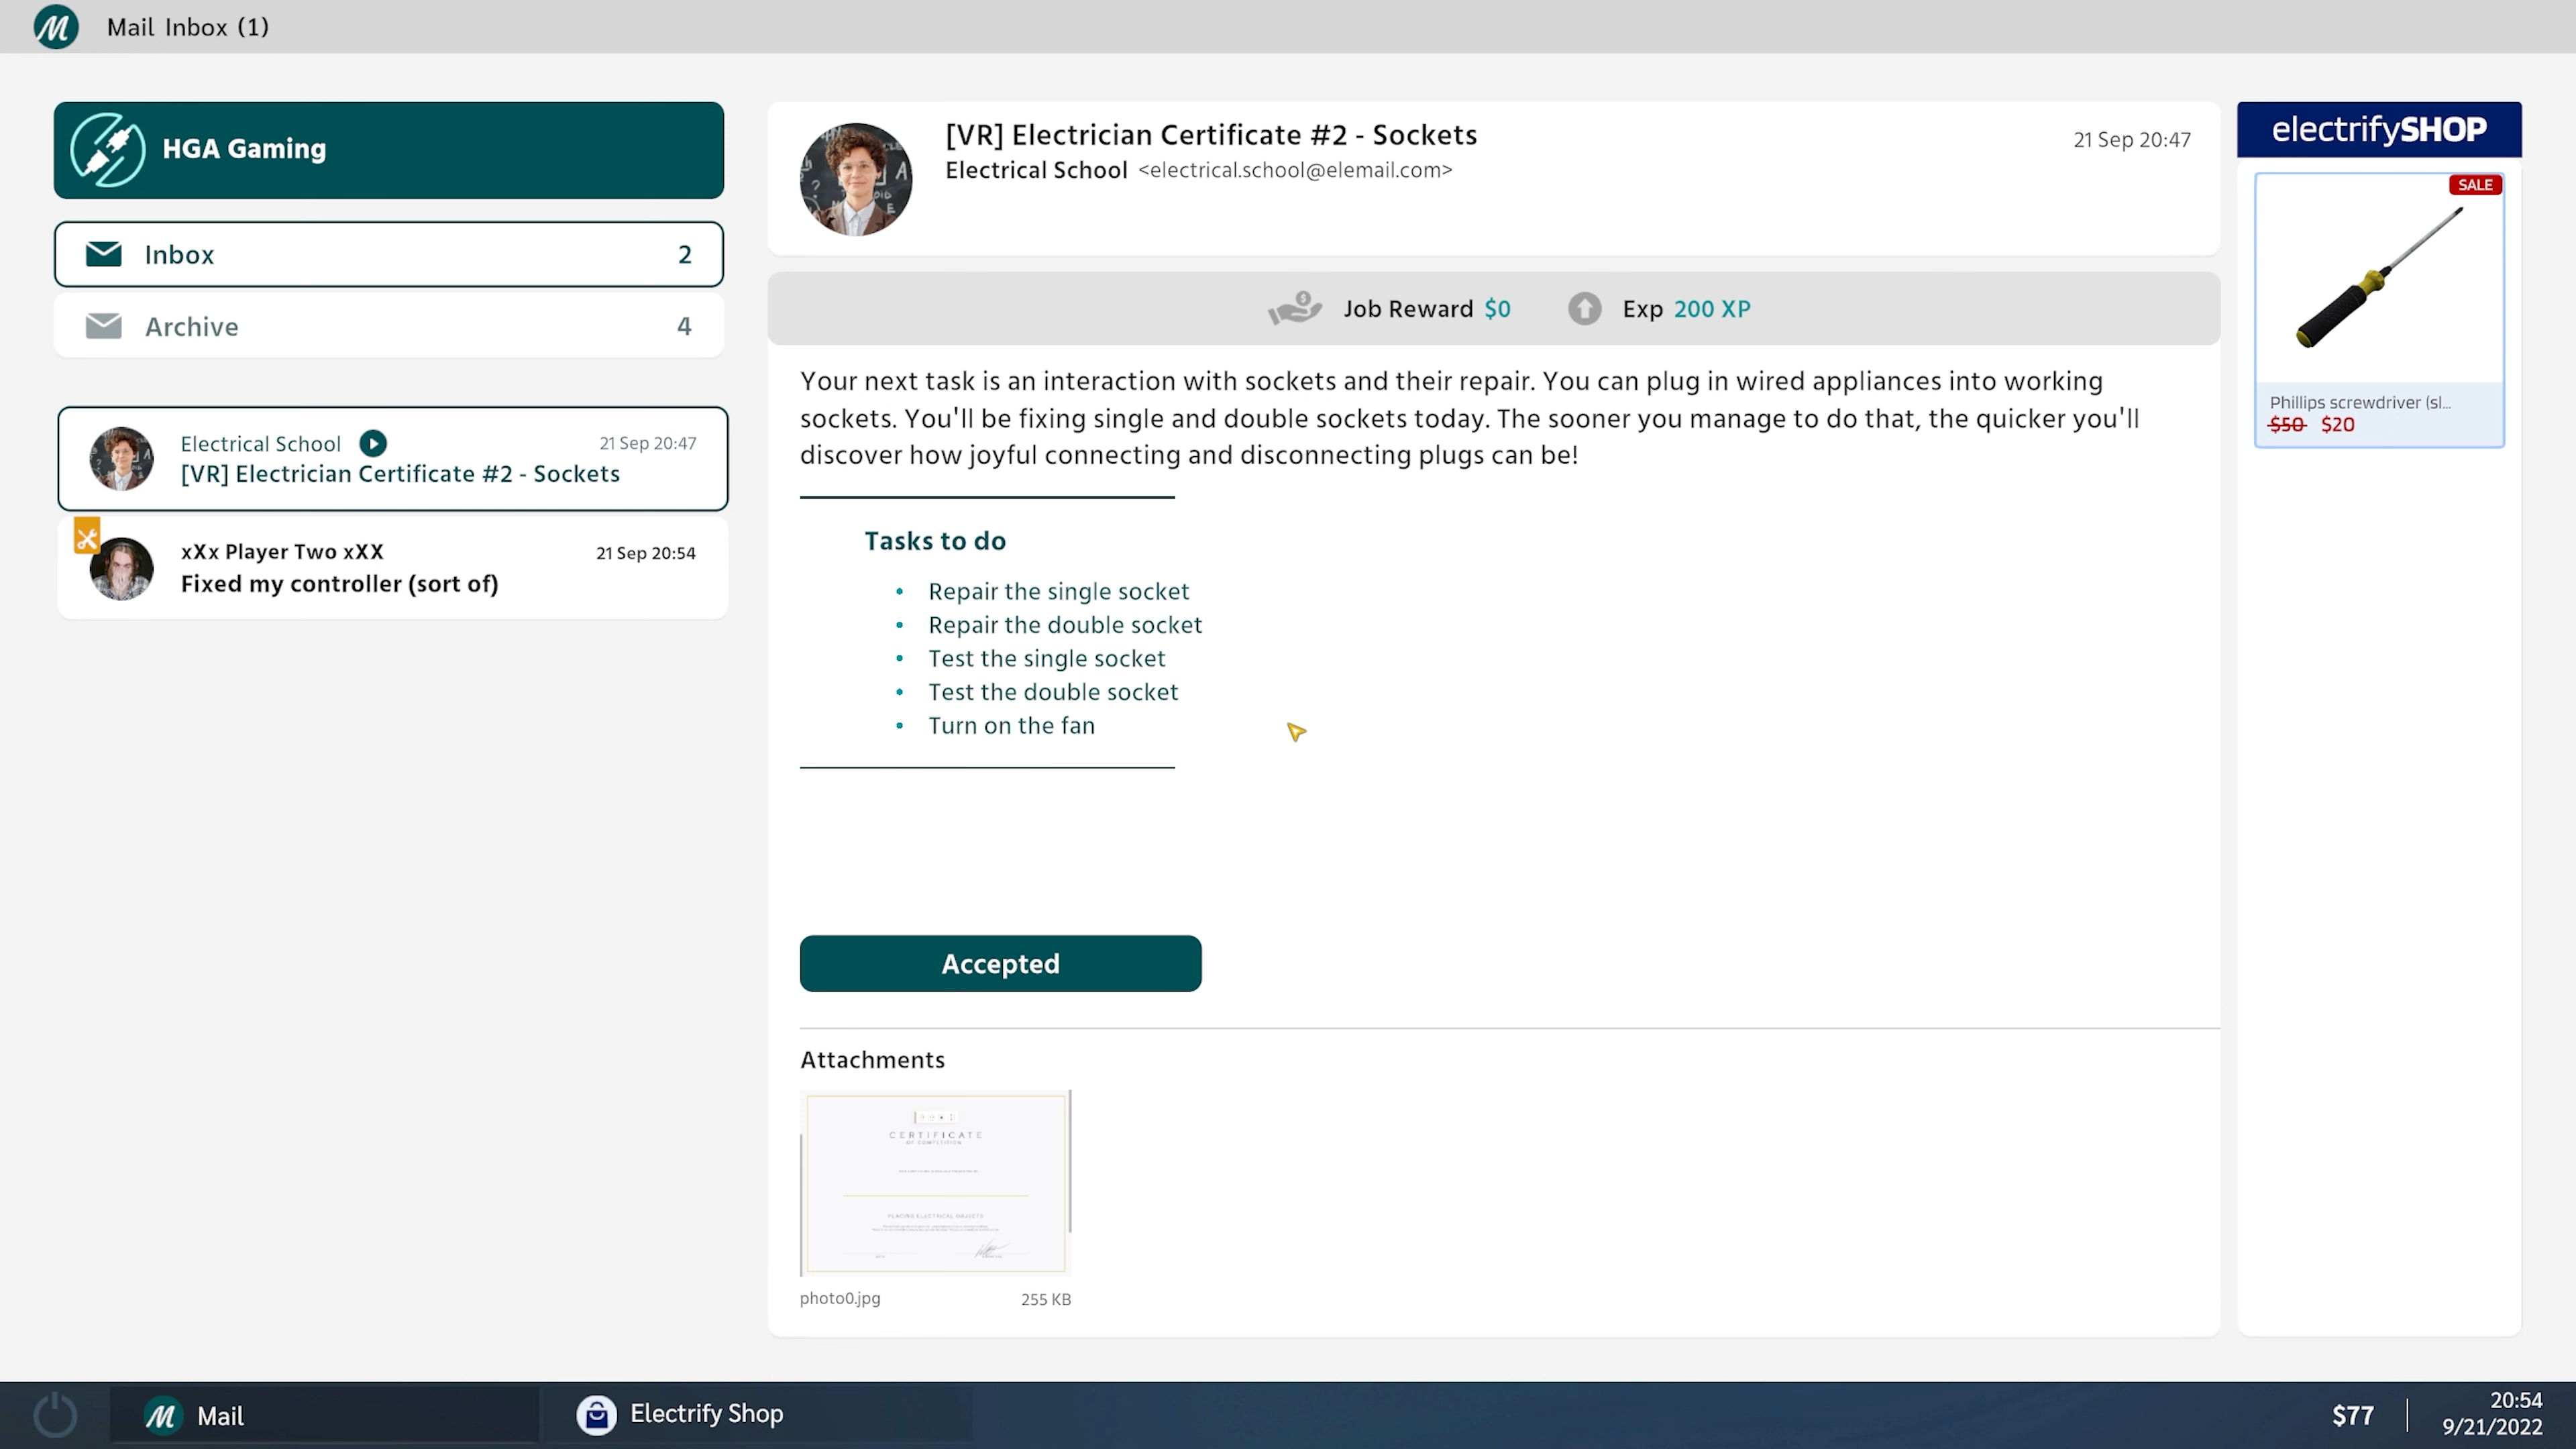 Mail Inbox (1)
HGA Gaming
Inbox 2
Archive 4
Electrical School 21 Sep 20:47
[VR] Electrician Certificate #2 - Sockets
xXx Player Two xXX 21 Sep 20:54
Fixed my controller (sort of)
[VR] Electrician Certificate #2 - Sockets 21 Sep 20:47
Electrical School <electrical.school@elemail.com>
Job Reward $0 Exp 200 XP
Your next task is an interaction with sockets and their repair. You can plug in wired appliances into working
sockets. You'll be fixing single and double sockets today. The sooner you manage to do that, the quicker you'll
discover how joyful connecting and disconnecting plugs can be!
Tasks to do
• Repair the single socket
• Repair the double socket
• Test the single socket
• Test the double socket
• Turn on the fan
Accepted
Attachments
CERTIFICATE
PLACING ELECTRICAL OBJECTS
photo0.jpg 255 KB
electrifySHOP
SALE
Phillips screwdriver (sl...
$50 $20
Mail
Electrify Shop
$77
20:54
9/21/2022